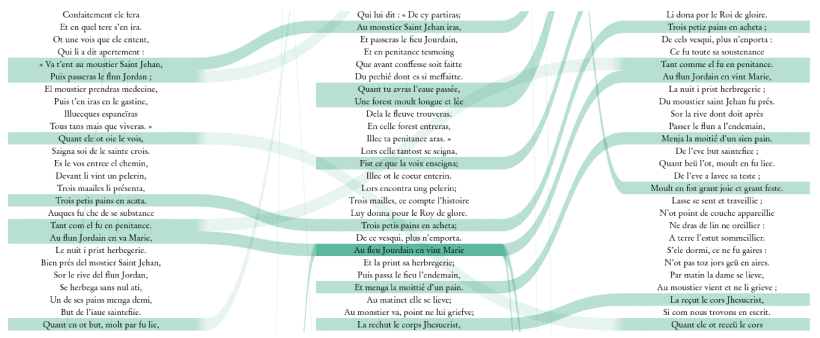 Confaitement ele fera
Et en quel tere s'en ira.
Ot une vois que ele entent,
Qui li a dit apertement :
« Va t'ent au moustier Saint Jehan,
Puis passeras le flun Jordan ;
El moustier prendras medecine,
Puis t'en iras en le gastine,
Illuecques espaneïras
Tous tans mais que viveras. »
Quant ele ot oie le vois,
Saigna soi de le sainte crois.
Es le vos entree el chemin,
Devant li vint un pelerin,
Trois maailes li présenta,
Trois petis pains en acata.
Auques fu che de se substance
Tant com el fu en penitance.
Au flun Jordain en va Marie,
Le nuit i prist herbegerie.
Bien prés del mostier Saint Jehan,
Sor le rive del flun Jordan,
Se herbega sans nul ati,
Un de ses pains menga demi,
But de l'iaue saintefiie.
Quant en ot but, molt par fu lie,
Qui lui dit : « De cy partiras;
Au monstier Saint Jehan iras,
Et passeras le fleu Jourdain,
Et en penitance tesmoing
Que avant confesse soit faitte
Du pechié dont es si meffaitte.
Quant tu avras l'eaue passée,
Une forest moult longue et lée
Dela le fleuve trouveras,
En celle forest entreras,
Illec ta penitance aras. »
Lors celle tantost se seigna,
Fist ce que la voix enseigna;
Illec ot le coeur enterin.
Lors encontra ung pelerin;
Trois mailles, ce compte l'histoire
Luy donna pour le Roy de glore.
Trois petis pains en acheta;
De ce vesqui, plus n'emporta.
Au fleu Jourdain en vint Marie
Et la print sa herbegerie;
Puis passa le fleu l'endemain,
Et menga la moittié d'un pain.
Au matinet elle se lieve;
Au monstier va, point ne lui griefve;
La rechut le corps Jhesucrist,
Li dona por le Roi de gloire.
Trois petiz pains en acheta ;
De cels vesqui, plus n'enporta :
Ce fu toute sa soustenance
Tant comme el fu en penitance.
Au flun Jordain en vint Marie,
La nuit i prist herbregerie ;
Du moustier saint Jehan fu prés.
Sor la rive dont doit après
Passer le flun a l'endemain,
Menja la moitié d'un sien pain.
De l'eve but saintefiee ;
Quant beü l'ot, moult en fu liee.
De l'eve a lavee sa teste ;
Moult en fist grant joie et grant feste.
Lasse se sent et traveillie ;
N'ot point de couche appareillie
Ne dras de lin ne oreillier :
A terre l'estut sommeillier.
S'ele dormi, ce ne fu gaires :
N'ot pas toz jors geü en aires.
Par matin la dame se lieve,
Au moustier vient et ne li grieve ;
La reçut le cors Jhesucrist,
Si com nous trovons en escrit.
Quant ele ot receü le cors